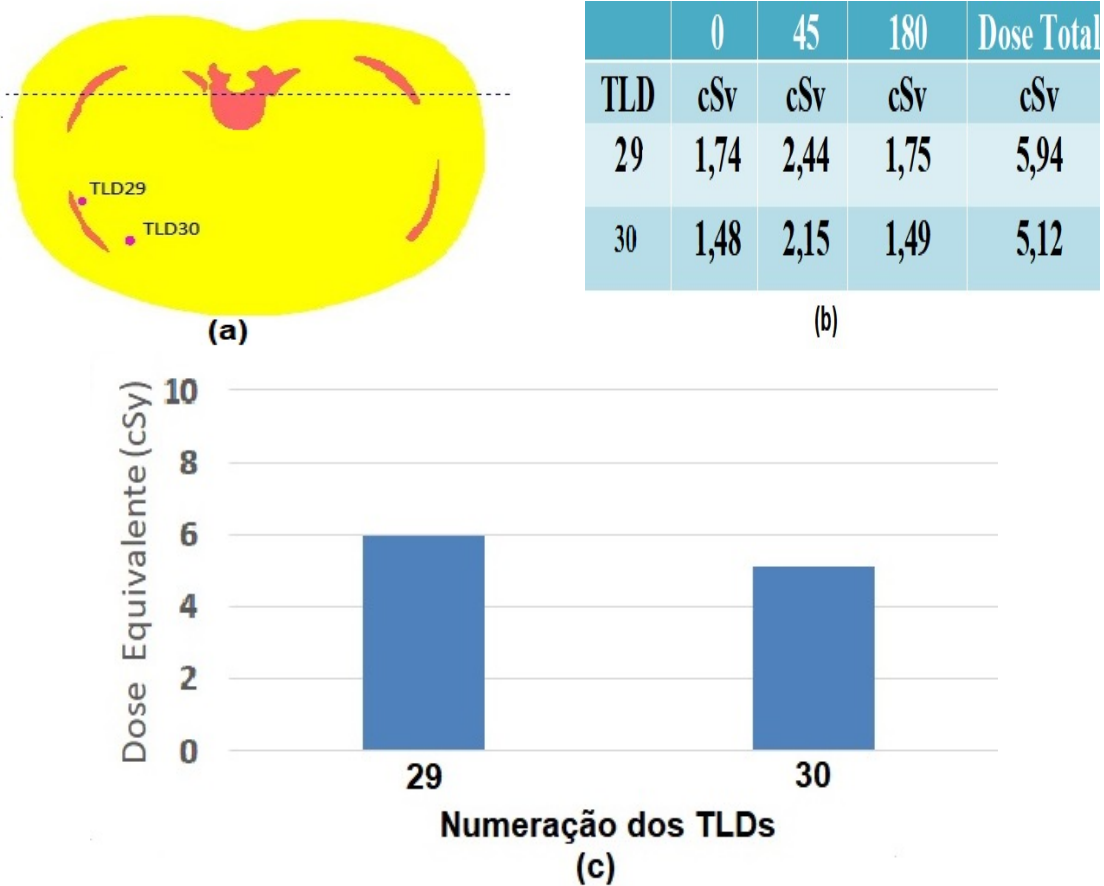 TLD29
TLD30
(a)
0 45 180 Dose Total
TLD cSv cSv cSv cSv
29 1,74 2,44 1,75 5,94
30 1,48 2,15 1,49 5,12
(b)
Dose Equivalente (cSy)
10
8
6
4
2
0
29 30
Numeração dos TLDs
(c)